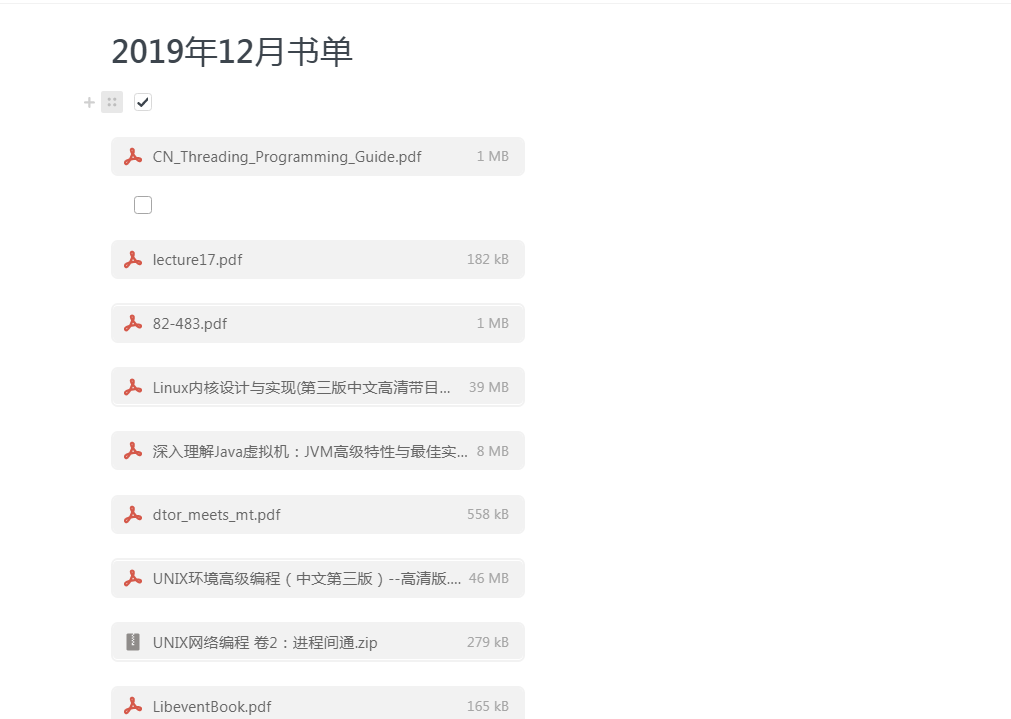 2019年12月书单
CN_Threading_Programming_Guide.pdf 1 MB
lecture17.pdf 182 kB
82-483.pdf 1 MB
Linux内核设计与实现(第三版中文高清带目... 39 MB
深入理解Java虚拟机：JVM高级特性与最佳实... 8 MB
dtor_meets_mt.pdf 558 kB
UNIX环境高级编程（中文第三版）--高清版.... 46 MB
UNIX网络编程 卷2：进程间通.zip 279 kB
LibeventBook.pdf 165 kB